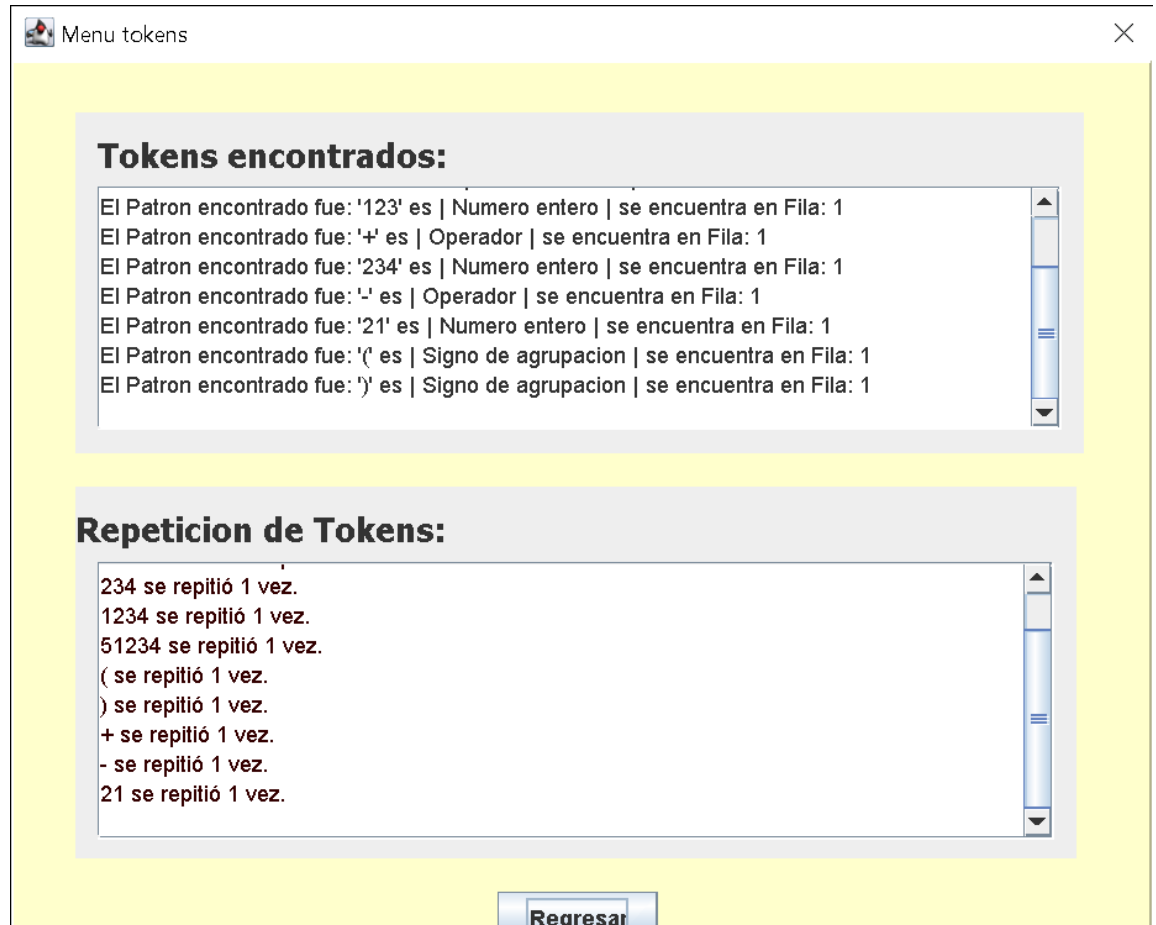 Menu tokens
Tokens encontrados:
El Patron encontrado fue: '123' es | Numero entero | se encuentra en Fila: 1
El Patron encontrado fue: '+' es | Operador | se encuentra en Fila: 1
El Patron encontrado fue: '234' es | Numero entero | se encuentra en Fila: 1
El Patron encontrado fue: '-' es | Operador | se encuentra en Fila: 1
El Patron encontrado fue: '21' es | Numero entero | se encuentra en Fila: 1
El Patron encontrado fue: '(' es | Signo de agrupacion | se encuentra en Fila: 1
El Patron encontrado fue: ')' es | Signo de agrupacion | se encuentra en Fila: 1
Repeticion de Tokens:
234 se repitió 1 vez.
1234 se repitió 1 vez.
51234 se repitió 1 vez.
( se repitió 1 vez.
) se repitió 1 vez.
+ se repitió 1 vez.
- se repitió 1 vez.
21 se repitió 1 vez.
Regresar